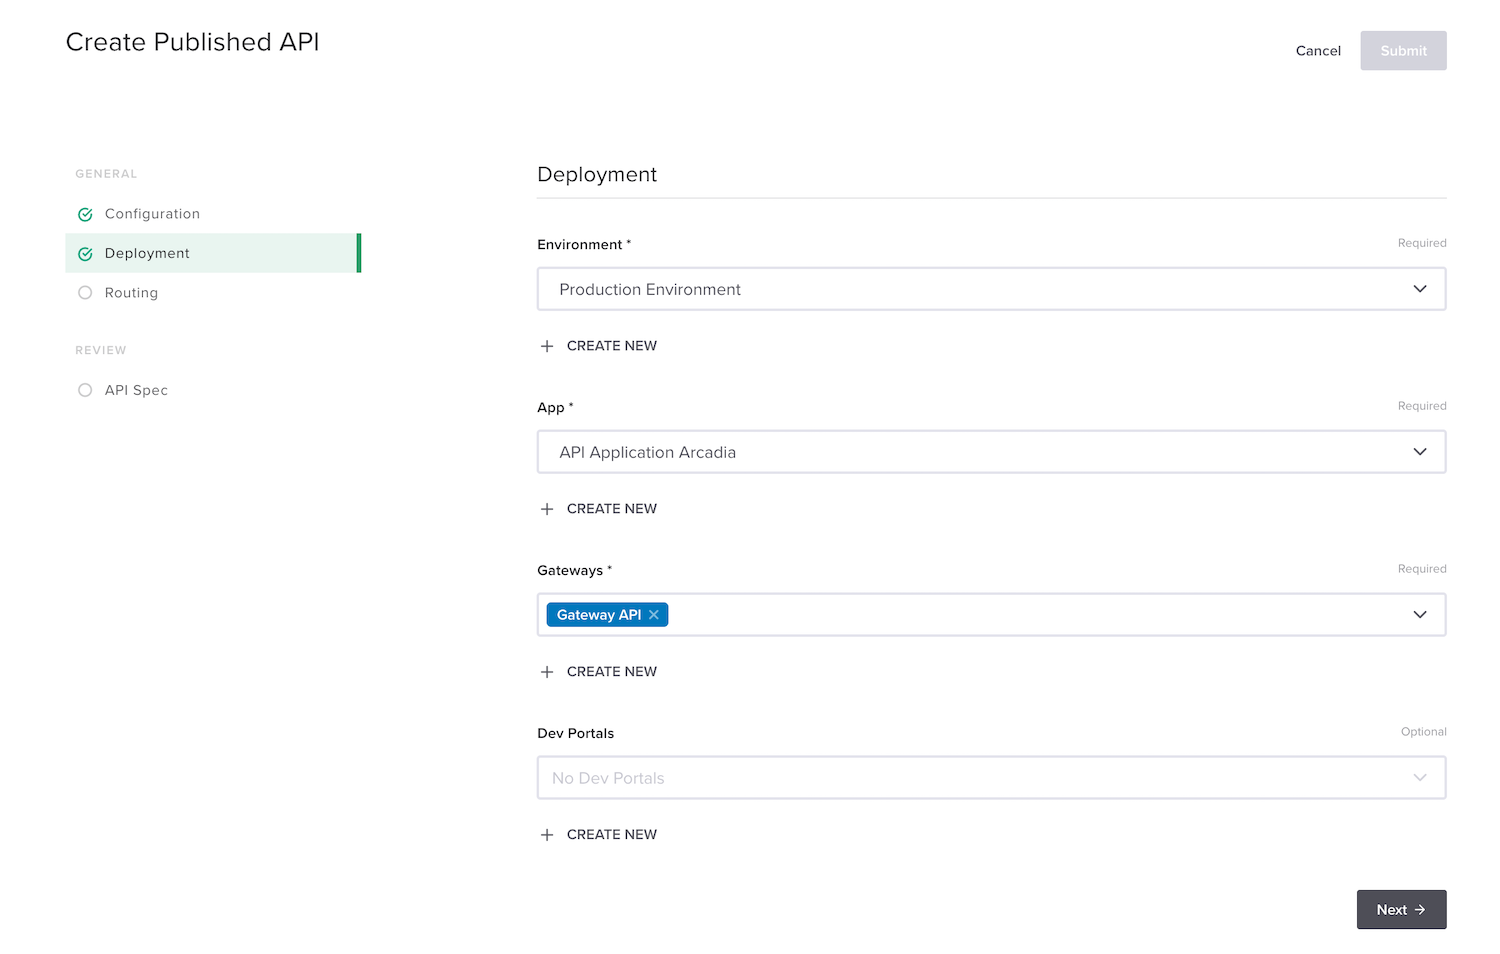 Create Published API
Cancel
Submit
GENERAL
Configuration
Deployment
Routing
REVIEW
API Spec
Deployment
Environment *
Required
Production Environment
CREATE NEW
App *
Required
API Application Arcadia
CREATE NEW
Gateways *
Required
Gateway API
CREATE NEW
Dev Portals
Optional
No Dev Portals
CREATE NEW
Next